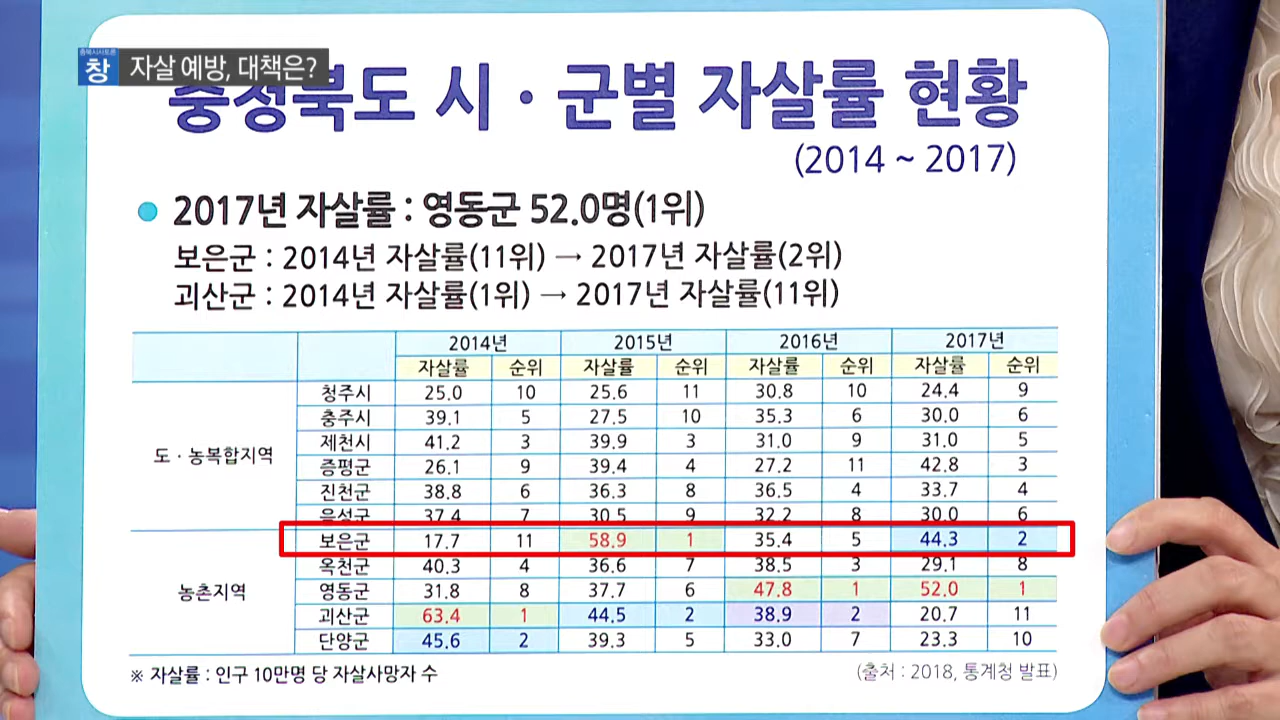 충북시사토론
창
자살 예방, 대책은?
충청북도 시·군별 자살률 현황
(2014 ~ 2017)
● 2017년 자살률 : 영동군 52.0명(1위)
보은군 : 2014년 자살률(11위) → 2017년 자살률(2위)
괴산군 : 2014년 자살률(1위) → 2017년 자살률(11위)
2014년 2015년 2016년 2017년
자살률 순위 자살률 순위 자살률 순위 자살률 순위
도·농복합지역
청주시 25.0 10 25.6 11 30.8 10 24.4 9
충주시 39.1 5 27.5 10 35.3 6 30.0 6
제천시 41.2 3 39.9 3 31.0 9 31.0 5
증평군 26.1 9 39.4 4 27.2 11 42.8 3
진천군 38.8 6 36.3 8 36.5 4 33.7 4
음성군 37.4 7 30.5 9 32.2 8 30.0 6
농촌지역
보은군 17.7 11 58.9 1 35.4 5 44.3 2
옥천군 40.3 4 36.6 7 38.5 3 29.1 8
영동군 31.8 8 37.7 6 47.8 1 52.0 1
괴산군 63.4 1 44.5 2 38.9 2 20.7 11
단양군 45.6 2 39.3 5 33.0 7 23.3 10
※ 자살률 : 인구 10만명 당 자살사망자 수
(출처 : 2018, 통계청 발표)